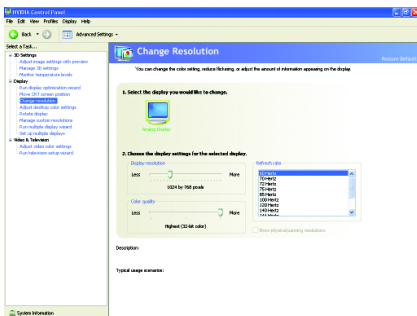 NVIDIA Control Panel
File Edit View Profiles Display Help
Back Advanced Settings
Select a Task...
3D Settings
Adjust image settings with preview
Manage 3D settings
Monitor temperature levels
Display
Run display optimization wizard
Move CRT screen position
Change resolution
Adjust desktop color settings
Rotate display
Manage custom resolutions
Run multiple display wizard
Set up multiple displays
Video & Television
Adjust video color settings
Run television setup wizard
System Information
Change Resolution
Restore Default
You can change the color setting, reduce flickering, or adjust the amount of information appearing on the display.
1. Select the display you would like to change.
Analog Display
2. Choose the display settings for the selected display.
Display resolution
Less More
1024 by 768 pixels
Color quality
Less More
Highest (32-bit color)
Refresh rate
60 Hertz
70 Hertz
72 Hertz
75 Hertz
85 Hertz
100 Hertz
120 Hertz
140 Hertz
144 Hertz
Show physical/panning resolutions
Description:
Typical usage scenarios: